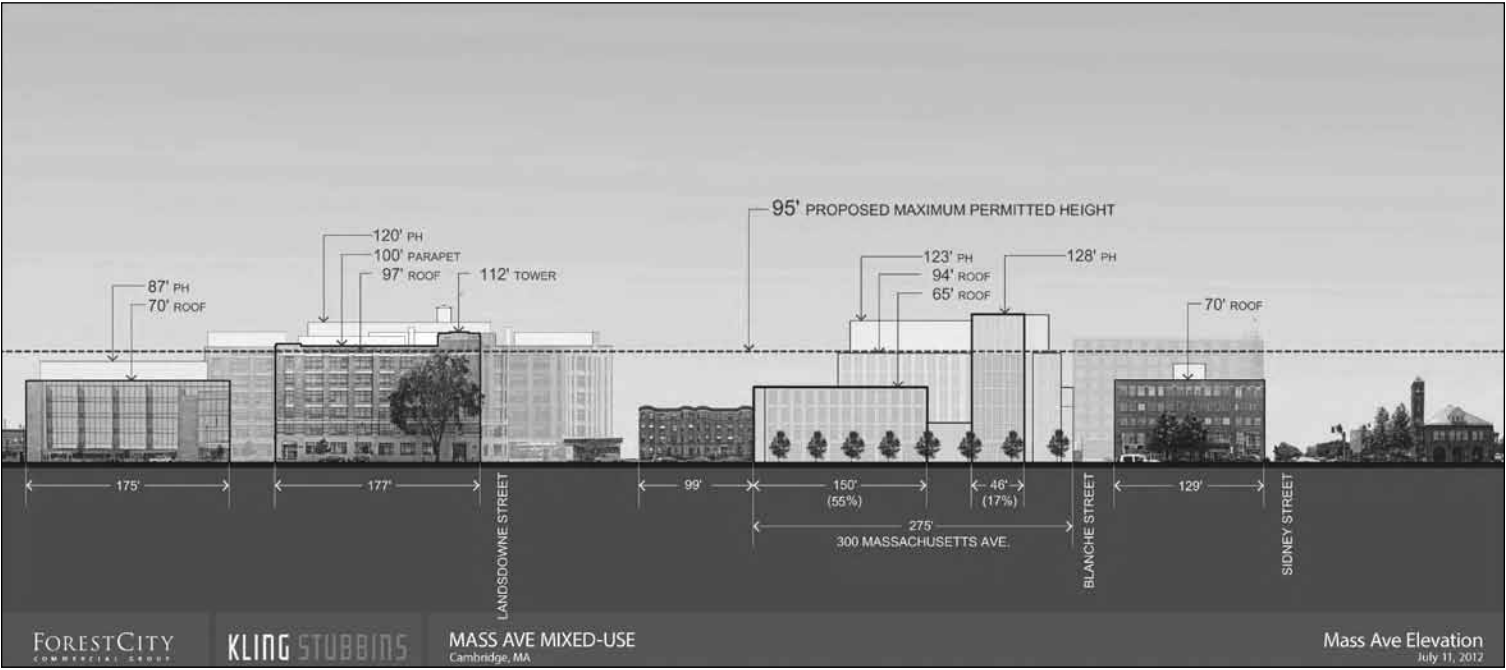 95' PROPOSED MAXIMUM PERMITTED HEIGHT
120' PH
100' PARAPET
97' ROOF
112' TOWER
87' PH
70' ROOF
123' PH
94' ROOF
65' ROOF
128' PH
70' ROOF
175'
177'
99'
150'
(55%)
46'
(17%)
129'
275'
300 MASSACHUSETTS AVE.
LANDSDOWNE STREET
BLANCHE STREET
SIDNEY STREET
FORESTCITY
COMMERCIAL GROUP
KLING STUBBINS
MASS AVE MIXED-USE
Cambridge, MA
Mass Ave Elevation
July 11, 2012